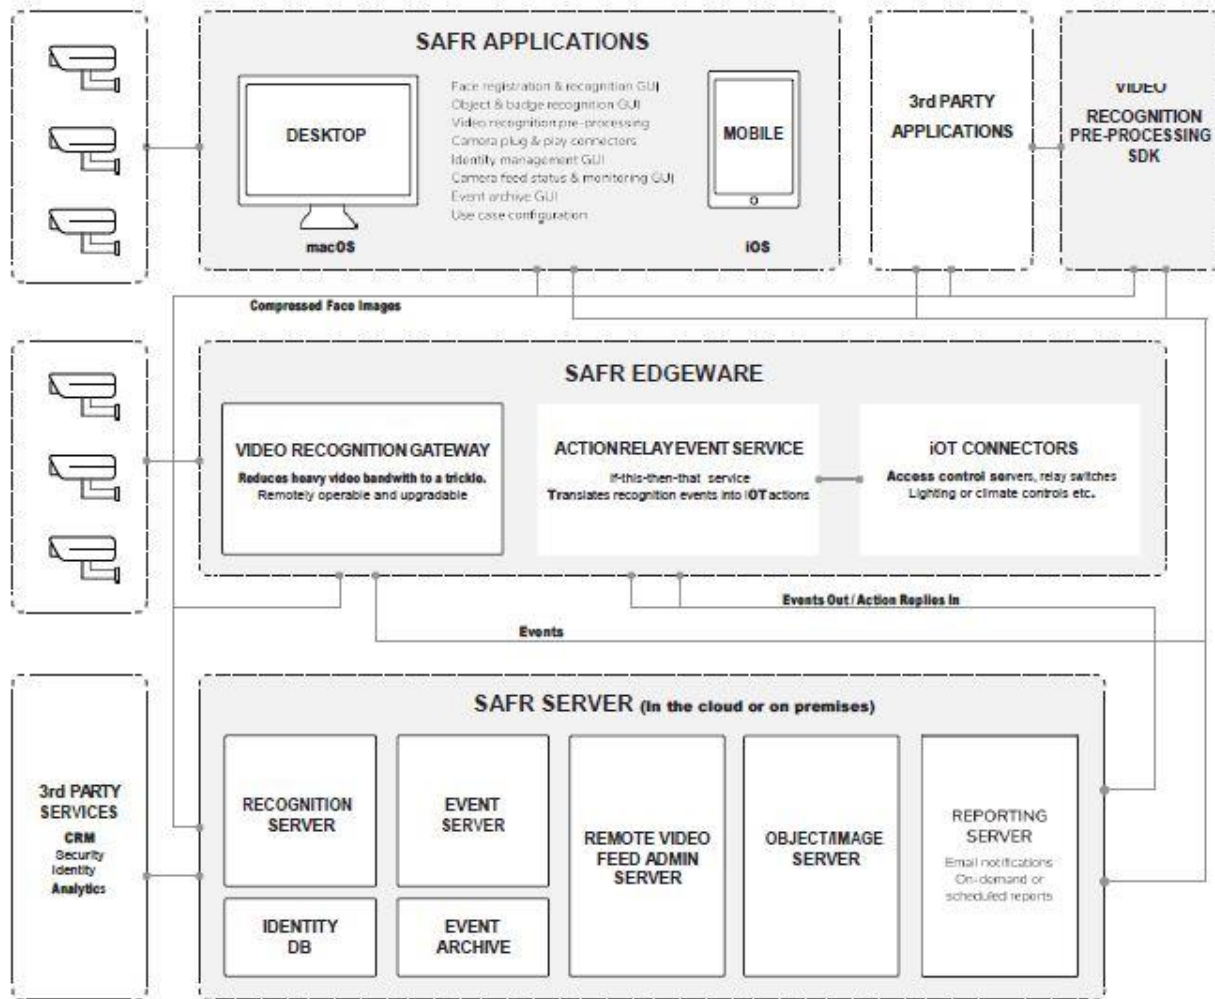 SAFR APPLICATIONS
DESKTOP
macOS
Face registration & recognition GUI
Object & badge recognition GUI
Video recognition pre-processing
Camera plug & play connectors
Identity management GUI
Camera feed status & monitoring GUI
Event archive GUI
Use case configuration
MOBILE
iOS
3rd PARTY
APPLICATIONS
VIDEO
RECOGNITION
PRE-PROCESSING
SDK
Compressed Face Images
SAFR EDGEWARE
VIDEO RECOGNITION GATEWAY
Reduces heavy video bandwith to a trickle.
Remotely operable and upgradable
ACTION RELAY EVENT SERVICE
If-this-then-that service
Translates recognition events into iOT actions
iOT CONNECTORS
Access control servers, relay switches
Lighting or climate controls etc.
Events Out / Action Replies In
Events
3rd PARTY
SERVICES
CRM
Security
Identity
Analytics
SAFR SERVER (In the cloud or on premises)
RECOGNITION
SERVER
IDENTITY
DB
EVENT
SERVER
EVENT
ARCHIVE
REMOTE VIDEO
FEED ADMIN
SERVER
OBJECT/IMAGE
SERVER
REPORTING
SERVER
Email notifications
On-demand or
scheduled reports